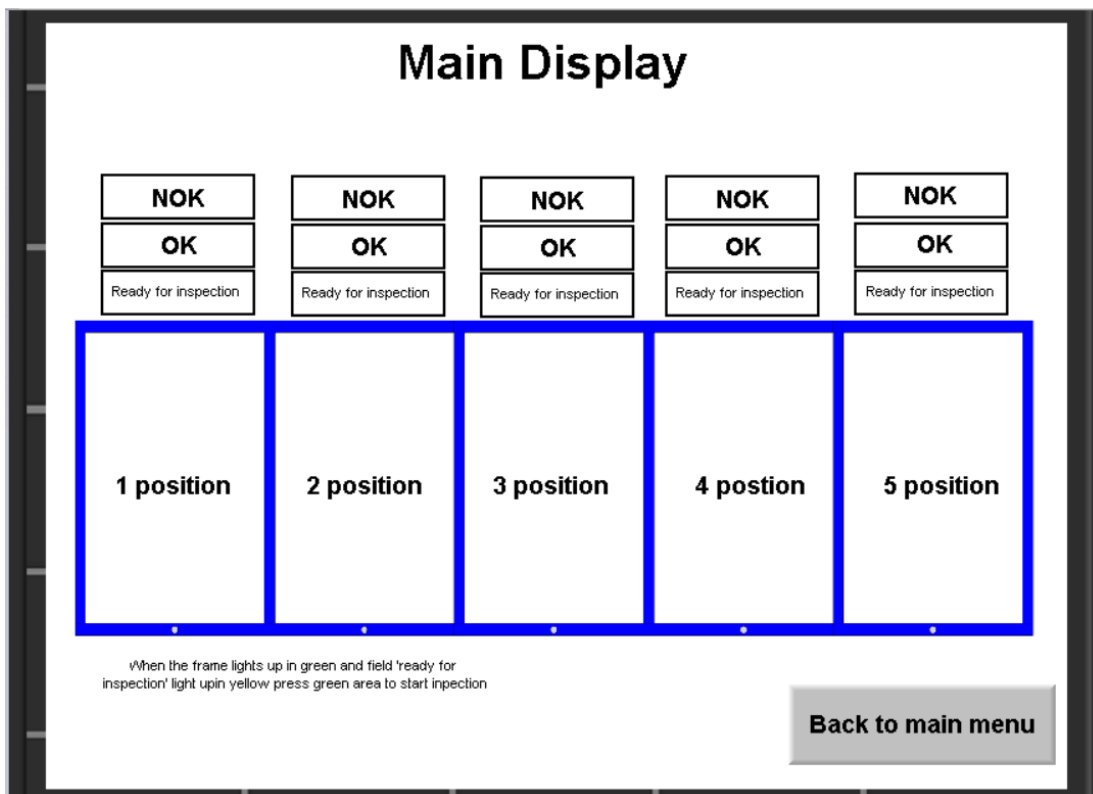 Main Display
NOK NOK NOK NOK NOK
OK OK OK OK OK
Ready for inspection Ready for inspection Ready for inspection Ready for inspection Ready for inspection
1 position 2 position 3 position 4 postion 5 position
When the frame lights up in green and field 'ready for
inspection' light upin yellow press green area to start inpection
Back to main menu